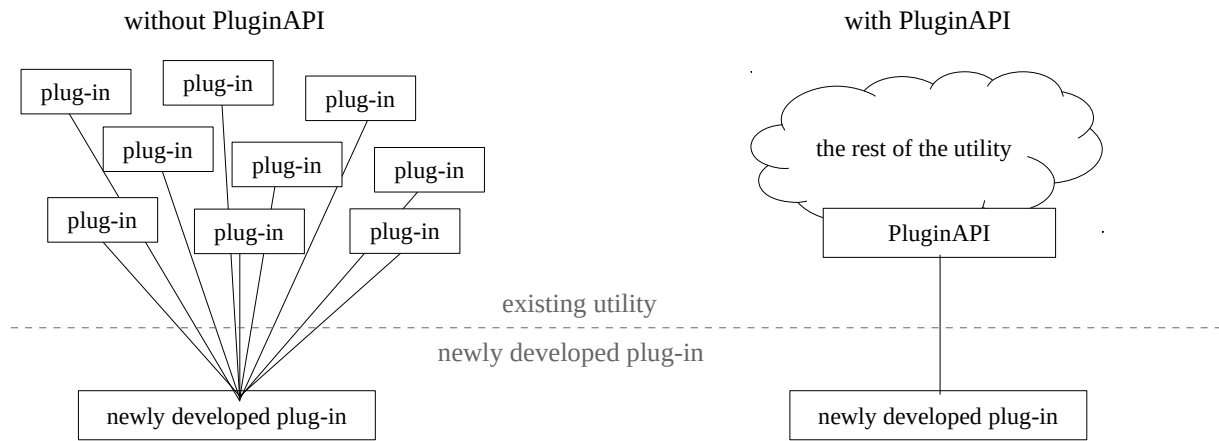 without PluginAPI
with PluginAPI
plug-in
plug-in
plug-in
plug-in
plug-in
plug-in
plug-in
plug-in
plug-in
the rest of the utility
PluginAPI
existing utility
newly developed plug-in
newly developed plug-in
newly developed plug-in